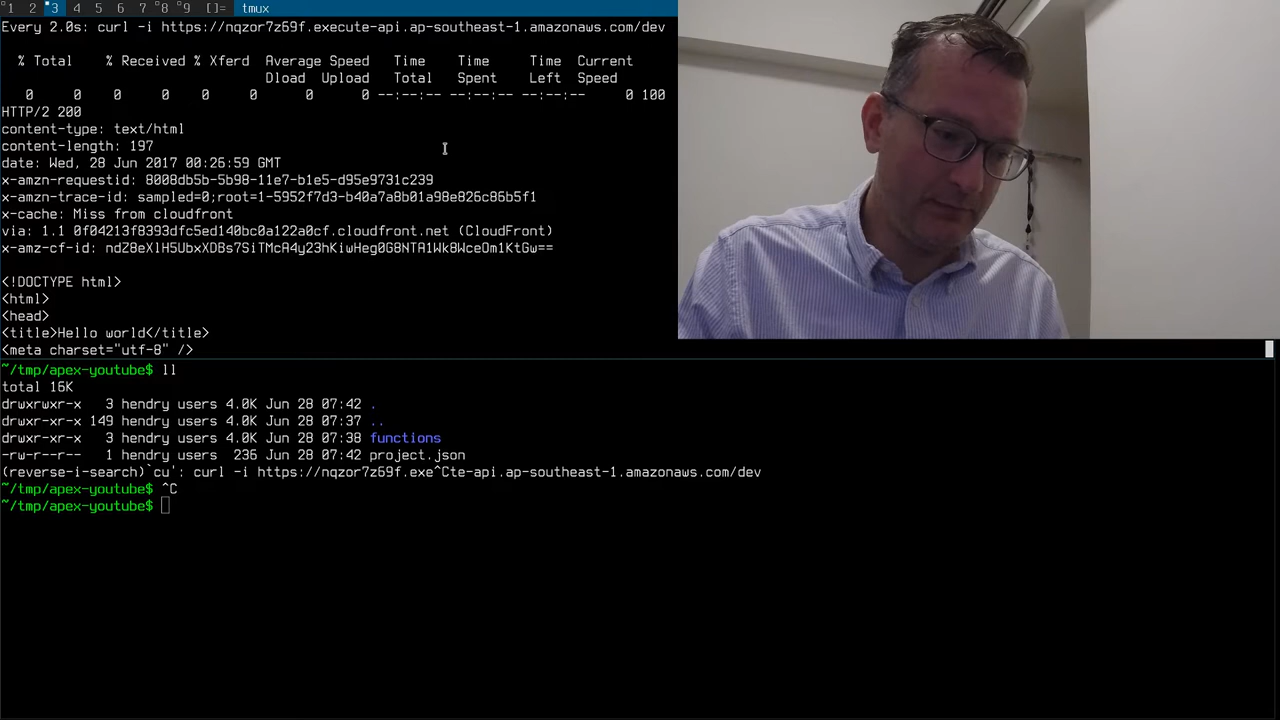 1 2 3 4 5 6 7 8 9 []= tmux
Every 2.0s: curl -i https://nqzor7z69f.execute-api.ap-southeast-1.amazonaws.com/dev
% Total % Received % Xferd Average Speed Time Time Time Current
Dload Upload Total Spent Left Speed
0 0 0 0 0 0 0 0 --:--:-- --:--:-- --:--:-- 0 100
HTTP/2 200
content-type: text/html
content-length: 197
date: Wed, 28 Jun 2017 00:26:59 GMT
x-amzn-requestid: 8008db5b-5b98-11e7-b1e5-d95e9731c239
x-amzn-trace-id: sampled=0;root=1-5952f7d3-b40a7a8b01a98e826c86b5f1
x-cache: Miss from cloudfront
via: 1.1 0f04213f8393dfc5ed140bc0a122a0cf.cloudfront.net (CloudFront)
x-amz-cf-id: ndZ8eXlH5UbxXDBs7SiTMcA4y23hKiwHeg0G8NTA1Wk8WceOm1KtGw==
<!DOCTYPE html>
<html>
<head>
<title>Hello world</title>
<meta charset="utf-8" />
~/tmp/apex-youtube$ ll
total 16K
drwxrwxr-x 3 hendry users 4.0K Jun 28 07:42 .
drwxr-xr-x 149 hendry users 4.0K Jun 28 07:37 ..
drwxr-xr-x 3 hendry users 4.0K Jun 28 07:38 functions
-rw-r--r-- 1 hendry users 236 Jun 28 07:42 project.json
(reverse-i-search)`cu': curl -i https://nqzor7z69f.exe^Cte-api.ap-southeast-1.amazonaws.com/dev
~/tmp/apex-youtube$ ^C
~/tmp/apex-youtube$